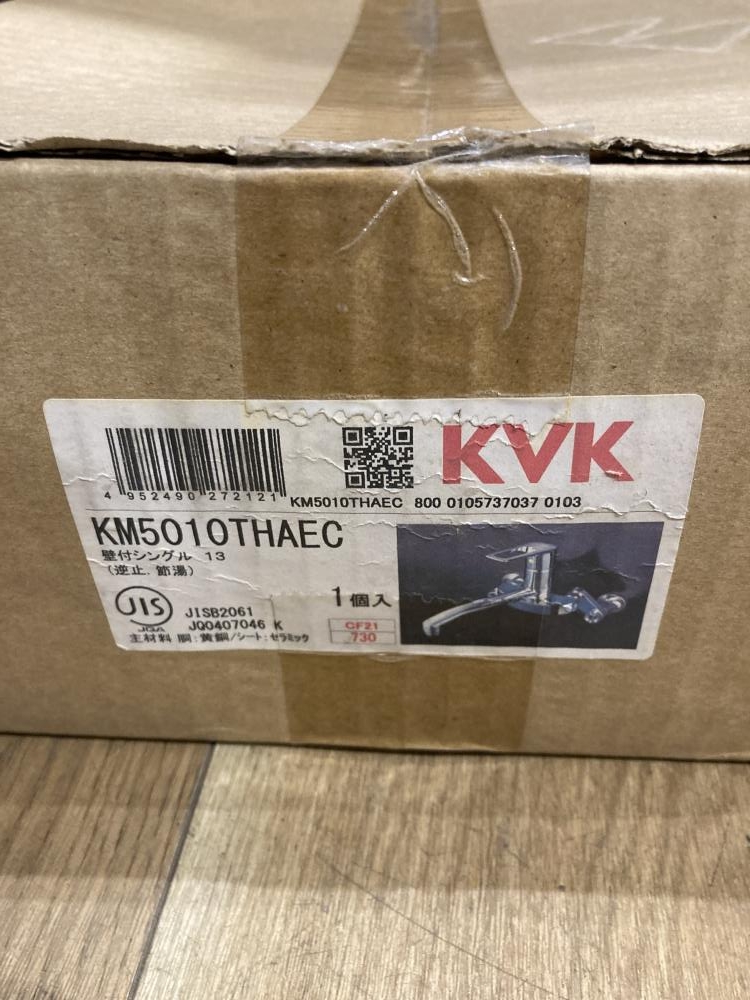 KVK
4 952490 272121
KM5010THAEC 800 0105737037 0103
KM5010THAEC
壁付シングル 13
(逆止, 節湯)
1個入
JIS
JQA
JISB2061
JQ0407046 K
CF21
730
主材料 胴:黄銅/シート:セラミック